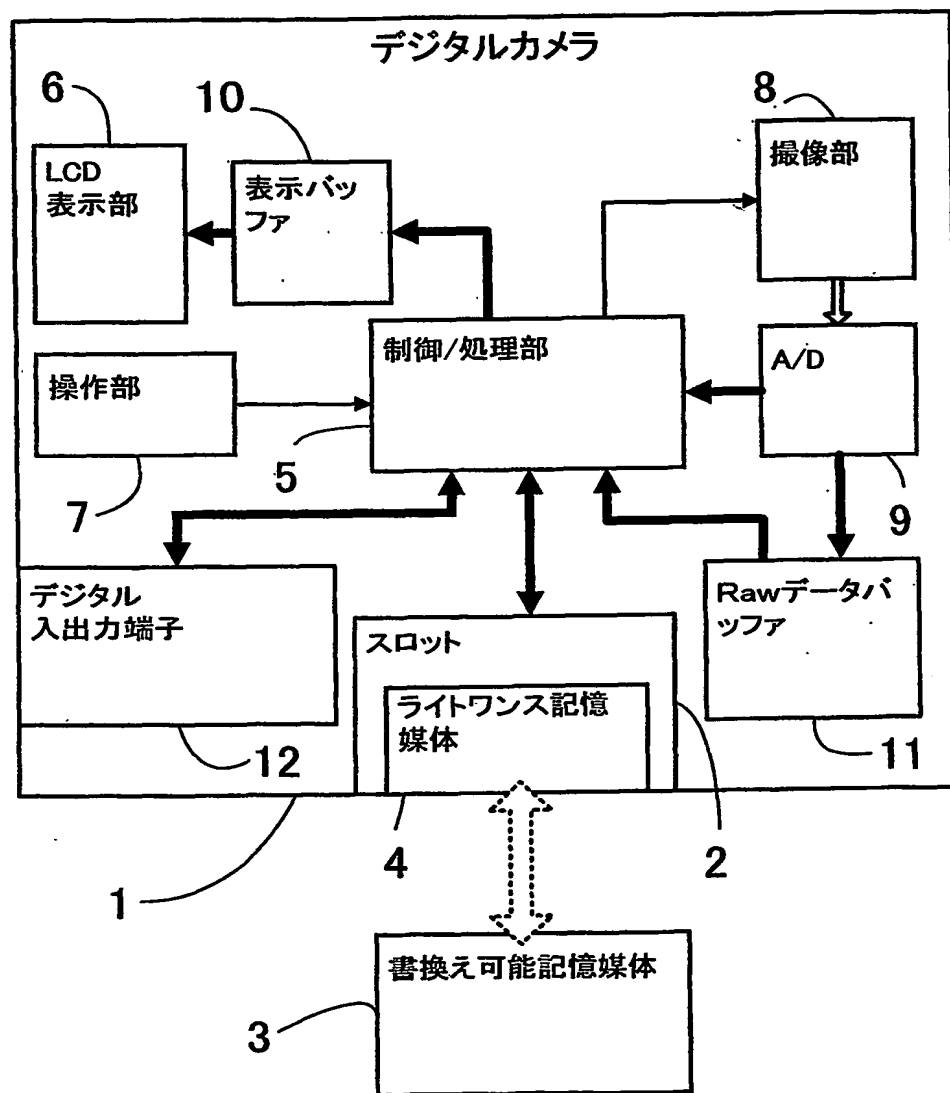 デジタルカメラ
6
10
8
LCD
表示部
表示バッ
ファ
撮像部
制御/処理部
A/D
操作部
5
7
9
デジタル
入出力端子
Rawデータバ
ッファ
スロット
ライトワンス記憶
媒体
12
11
4
2
1
書換え可能記憶媒体
3